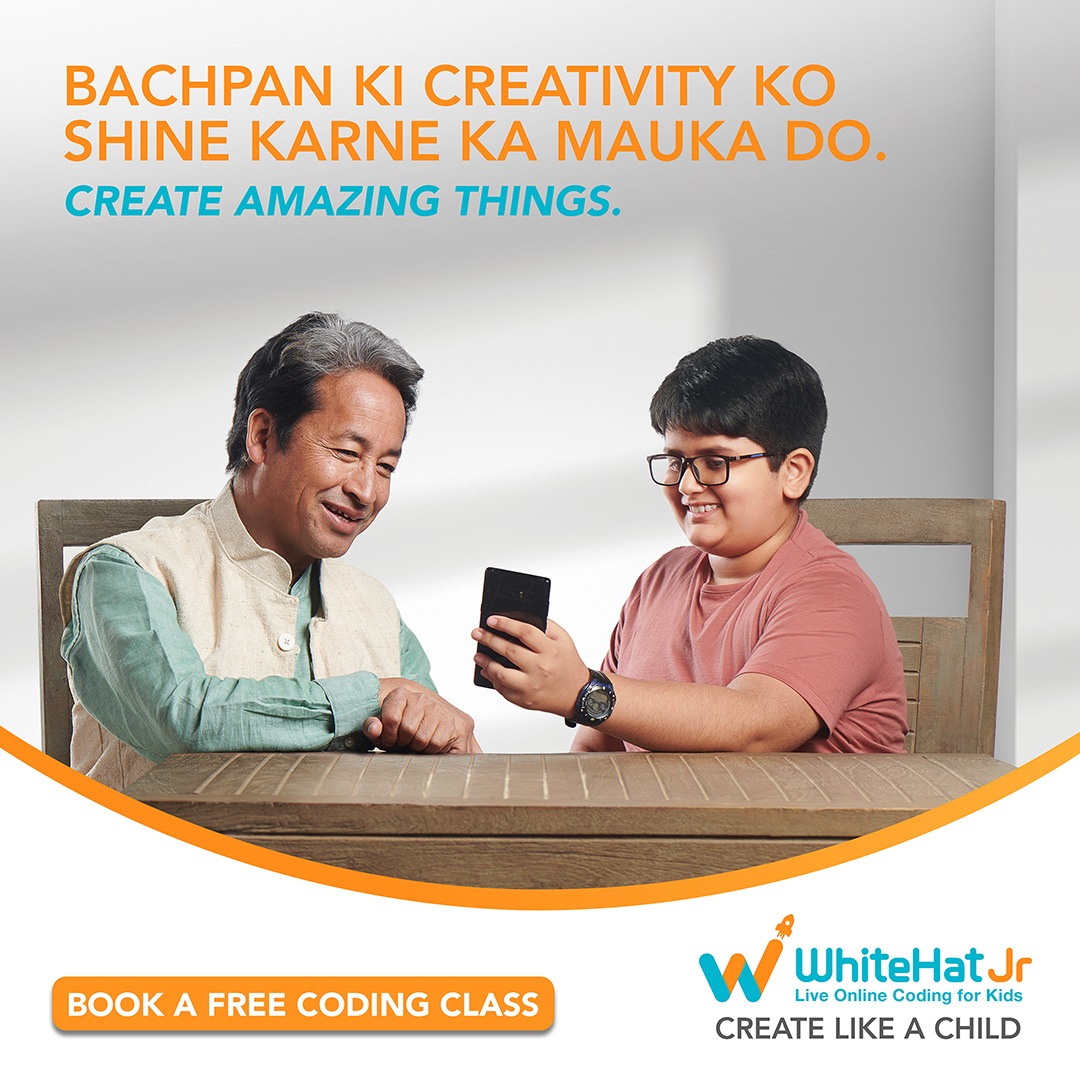 BACHPAN KI CREATIVITY KO
SHINE KARNE KA MAUKA DO.
CREATE AMAZING THINGS.
BOOK A FREE CODING CLASS
WhiteHat Jr
Live Online Coding for Kids
CREATE LIKE A CHILD